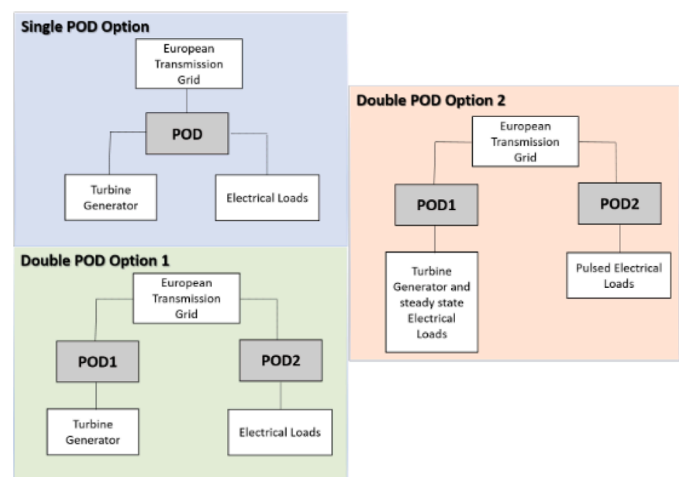 Single POD Option
European
Transmission
Grid
POD
Turbine
Generator
Electrical Loads
Double POD Option 2
European
Transmission
Grid
POD1
POD2
Turbine
Generator and
steady state
Electrical
Loads
Pulsed Electrical
Loads
Double POD Option 1
European
Transmission
Grid
POD1
POD2
Turbine
Generator
Electrical Loads